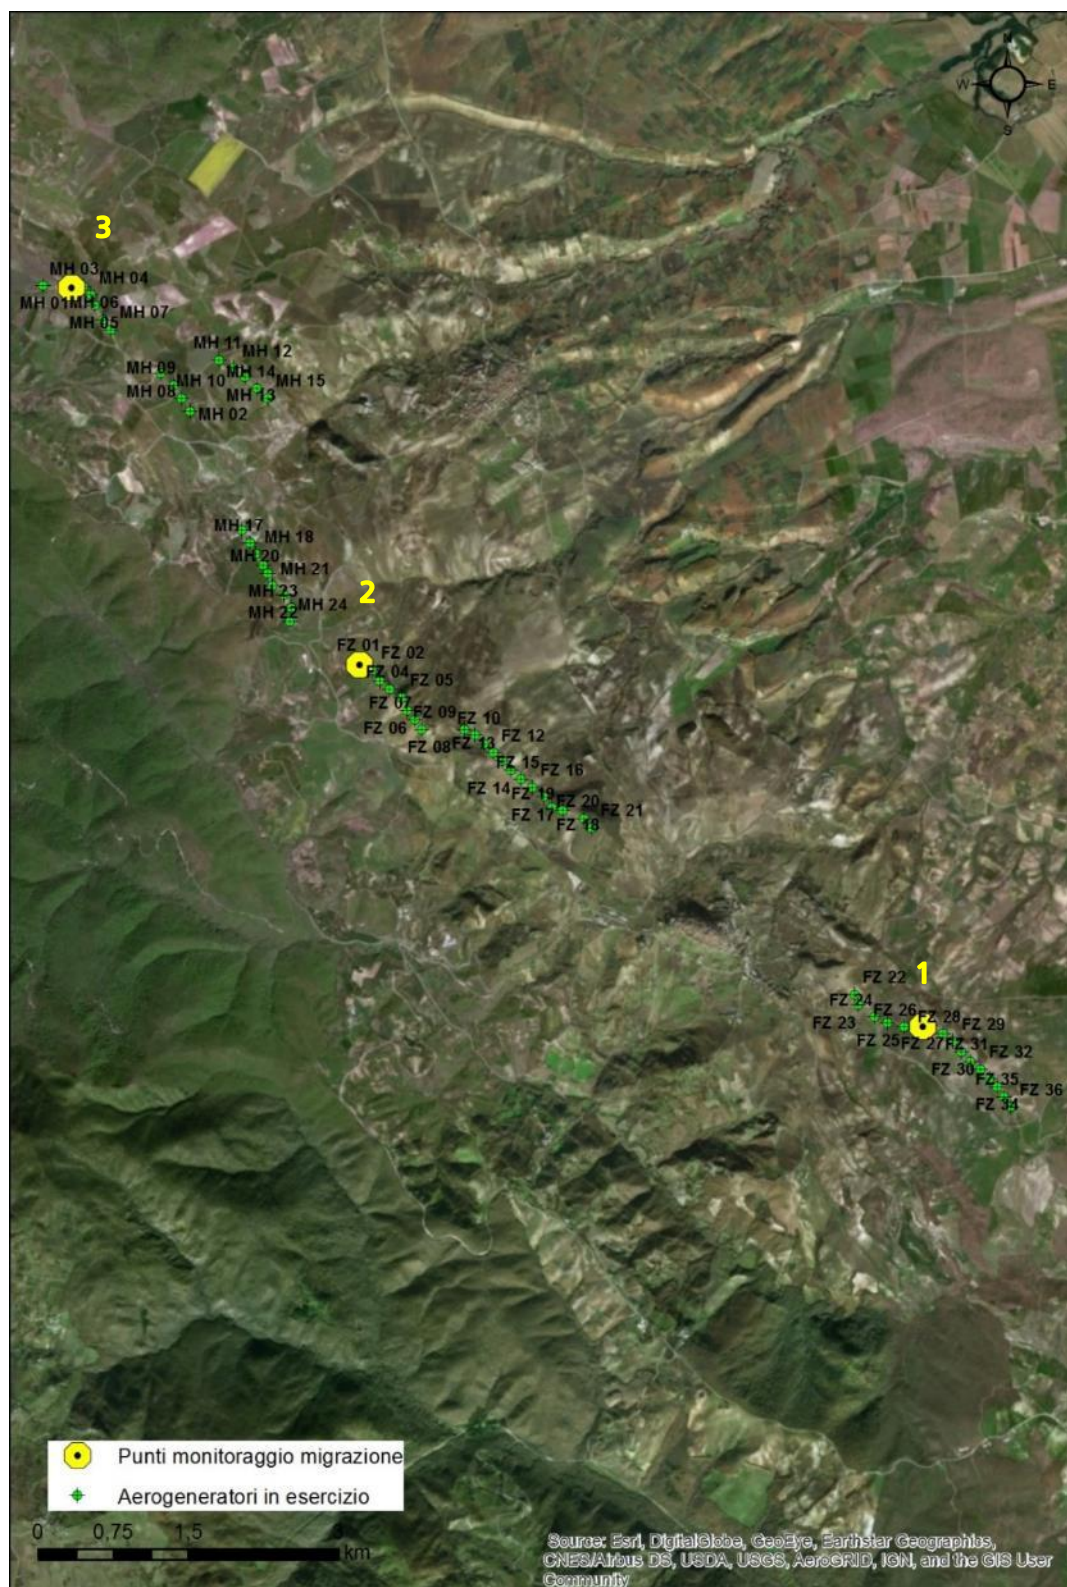 N
W
E
S
3
MH 03
MH 04
MH 01
MH 06
MH 07
MH 05
MH 11
MH 12
MH 09
MH 14
MH 10
MH 15
MH 08
MH 13
MH 02
MH 17
MH 18
MH 20
MH 21
MH 23
MH 24
MH 22
2
FZ 01
FZ 02
FZ 04
FZ 05
FZ 07
FZ 09
FZ 06
FZ 10
FZ 08
FZ 13
FZ 12
FZ 15
FZ 16
FZ 14
FZ 19
FZ 20
FZ 17
FZ 21
FZ 18
1
FZ 22
FZ 24
FZ 26
FZ 28
FZ 23
FZ 29
FZ 25
FZ 27
FZ 31
FZ 32
FZ 30
FZ 35
FZ 36
FZ 34
Punti monitoraggio migrazione
Aerogeneratori in esercizio
0 0,75 1,5 3
km
Source: Esri, DigitalGlobe, GeoEye, Earthstar Geographics,
CNES/Airbus DS, USDA, USGS, AeroGRID, IGN, and the GIS User
Community